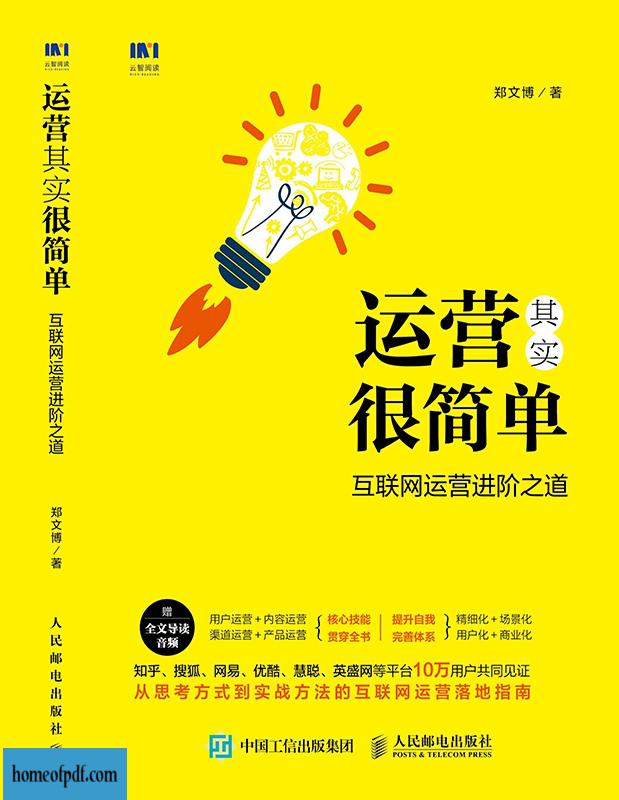 云智阅读
RICH READING
运营其实很简单
互联网运营进阶之道
郑文博/著
人民邮电出版社
云智阅读
RICH READING
郑文博/著
运营其实
很简单
互联网运营进阶之道
赠
全文导读
音频
用户运营+内容运营
渠道运营+产品运营
核心技能
贯穿全书
提升自我
完善体系
精细化+场景化
用户化+商业化
知乎、搜狐、网易、优酷、慧聪、英盛网等平台10万用户共同见证
从思考方式到实战方法的互联网运营落地指南
中国工信出版集团
人民邮电出版社
POSTS & TELECOM PRESS
homeofpdf.com